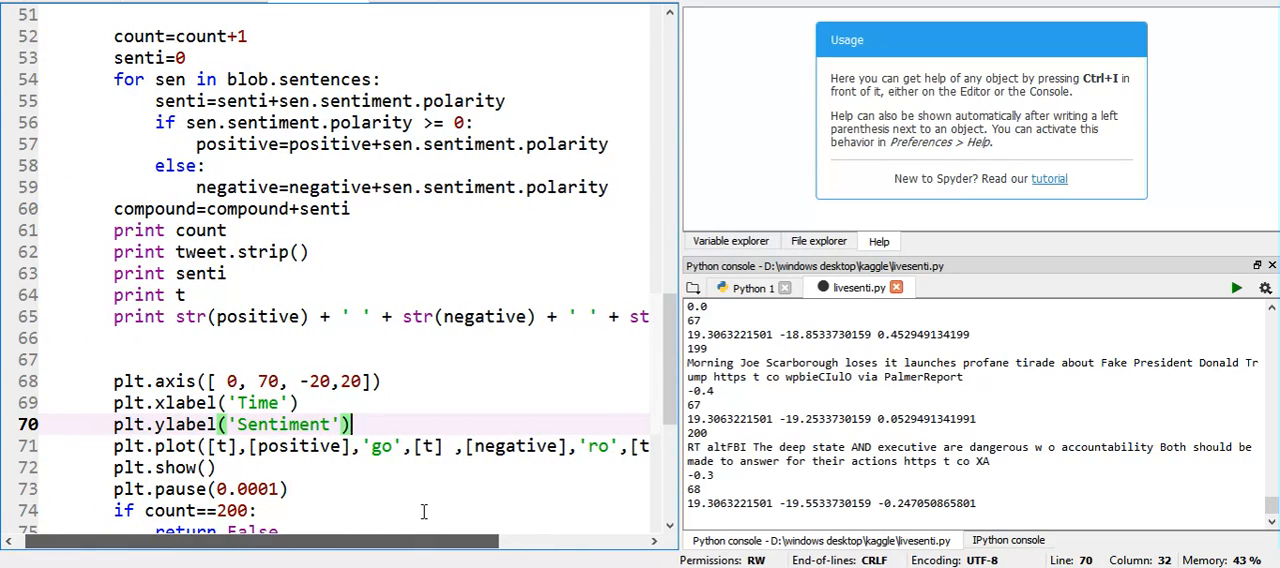 51
52 count=count+1
53 senti=0
54 for sen in blob.sentences:
55 senti=senti+sen.sentiment.polarity
56 if sen.sentiment.polarity >= 0:
57 positive=positive+sen.sentiment.polarity
58 else:
59 negative=negative+sen.sentiment.polarity
60 compound=compound+senti
61 print count
62 print tweet.strip()
63 print senti
64 print t
65 print str(positive) + ' ' + str(negative) + ' ' + st
66
67
68 plt.axis([ 0, 70, -20,20])
69 plt.xlabel('Time')
70 plt.ylabel('Sentiment')
71 plt.plot([t],[positive],'go',[t] ,[negative],'ro',[t
72 plt.show()
73 plt.pause(0.0001)
74 if count==200:
75 return False
Usage
Here you can get help of any object by pressing Ctrl+I in
front of it, either on the Editor or the Console.
Help can also be shown automatically after writing a left
parenthesis next to an object. You can activate this
behavior in Preferences > Help.
New to Spyder? Read our tutorial
Variable explorer File explorer Help
Python console - D:\windows desktop\kaggle\livesenti.py
Python 1 livesenti.py
0.0
67
19.3063221501 -18.8533730159 0.452949134199
199
Morning Joe Scarborough loses it launches profane tirade about Fake President Donald Tr
ump https t co wpbieCIulO via PalmerReport
-0.4
67
19.3063221501 -19.2533730159 0.0529491341991
200
RT altFBI The deep state AND executive are dangerous w o accountability Both should be
made to answer for their actions https t co XA
-0.3
68
19.3063221501 -19.5533730159 -0.247050865801
Python console - D:\windows desktop\kaggle\livesenti.py IPython console
Permissions: RW End-of-lines: CRLF Encoding: UTF-8 Line: 70 Column: 32 Memory: 43 %